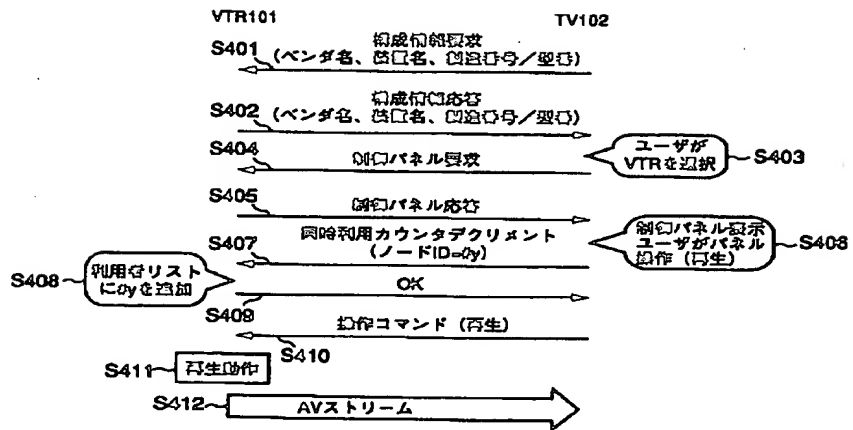 VTR101
TV102
構成情報要求
S401
(ベンダ名、装置名、製造番号/型番)
構成情報応答
S402
(ベンダ名、装置名、製造番号/型番)
ユーザが
VTRを選択
S403
S404
制御パネル要求
S405
制御パネル応答
同時利用カウンタデクリメント
S407
(ノードID=#y)
制御パネル表示
ユーザがパネル
操作(再生)
S408
S408
利用者リスト
に#yを追加
OK
S409
操作コマンド(再生)
S410
S411
再生動作
S412
AVストリーム